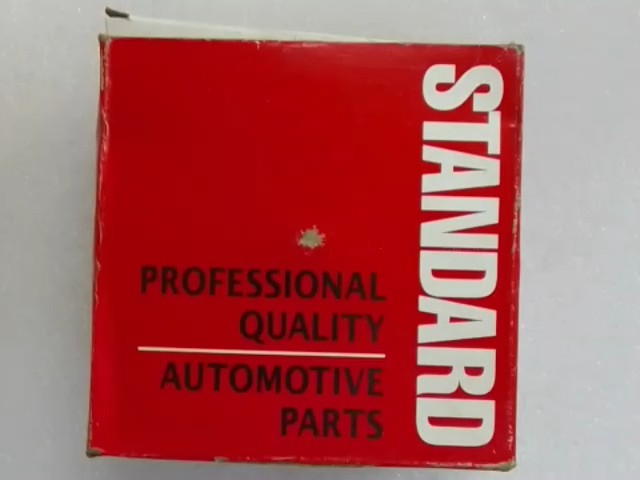 STANDARD
PROFESSIONAL
QUALITY
AUTOMOTIVE
PARTS